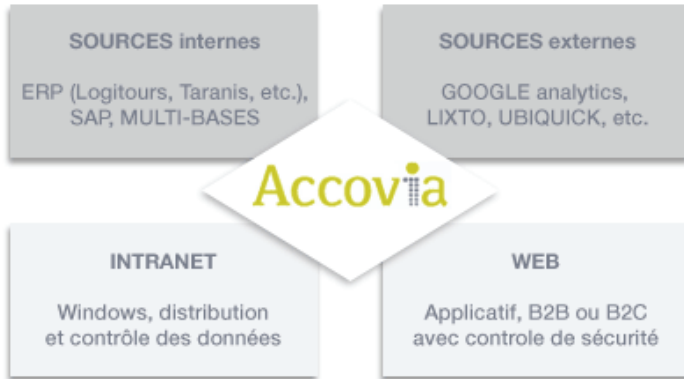 SOURCES internes
ERP (Logitours, Taranis, etc.),
SAP, MULTI-BASES
SOURCES externes
GOOGLE analytics,
LIXTO, UBIQUICK, etc.
Accovia
INTRANET
Windows, distribution
et contrôle des données
WEB
Applicatif, B2B ou B2C
avec controle de sécurité